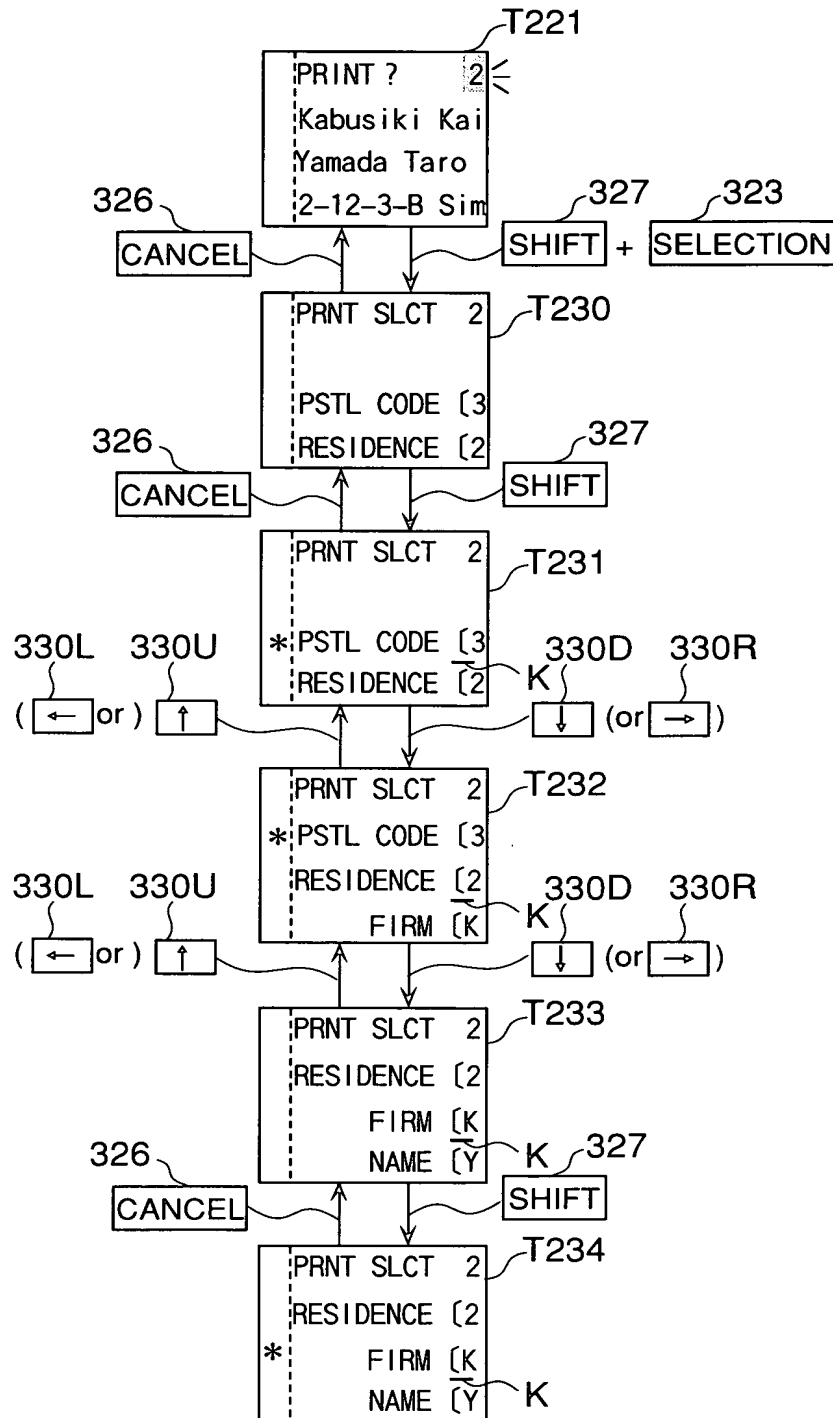 T221
PRINT ? 2
Kabusiki Kai
Yamada Taro
2-12-3-B Sim
326
CANCEL
327 323
SHIFT + SELECTION
T230
PRNT SLCT 2
PSTL CODE [3
RESIDENCE [2
326
CANCEL
327
SHIFT
T231
PRNT SLCT 2
* PSTL CODE [3
RESIDENCE [2
K
330L 330U
( ← or ) ↑
330D 330R
↓ (or → )
T232
PRNT SLCT 2
* PSTL CODE [3
RESIDENCE [2
FIRM [K
K
330L 330U
( ← or ) ↑
330D 330R
↓ (or → )
T233
PRNT SLCT 2
RESIDENCE [2
FIRM [K
NAME [Y
K
326
CANCEL
327
SHIFT
T234
PRNT SLCT 2
RESIDENCE [2
* FIRM [K
NAME [Y
K